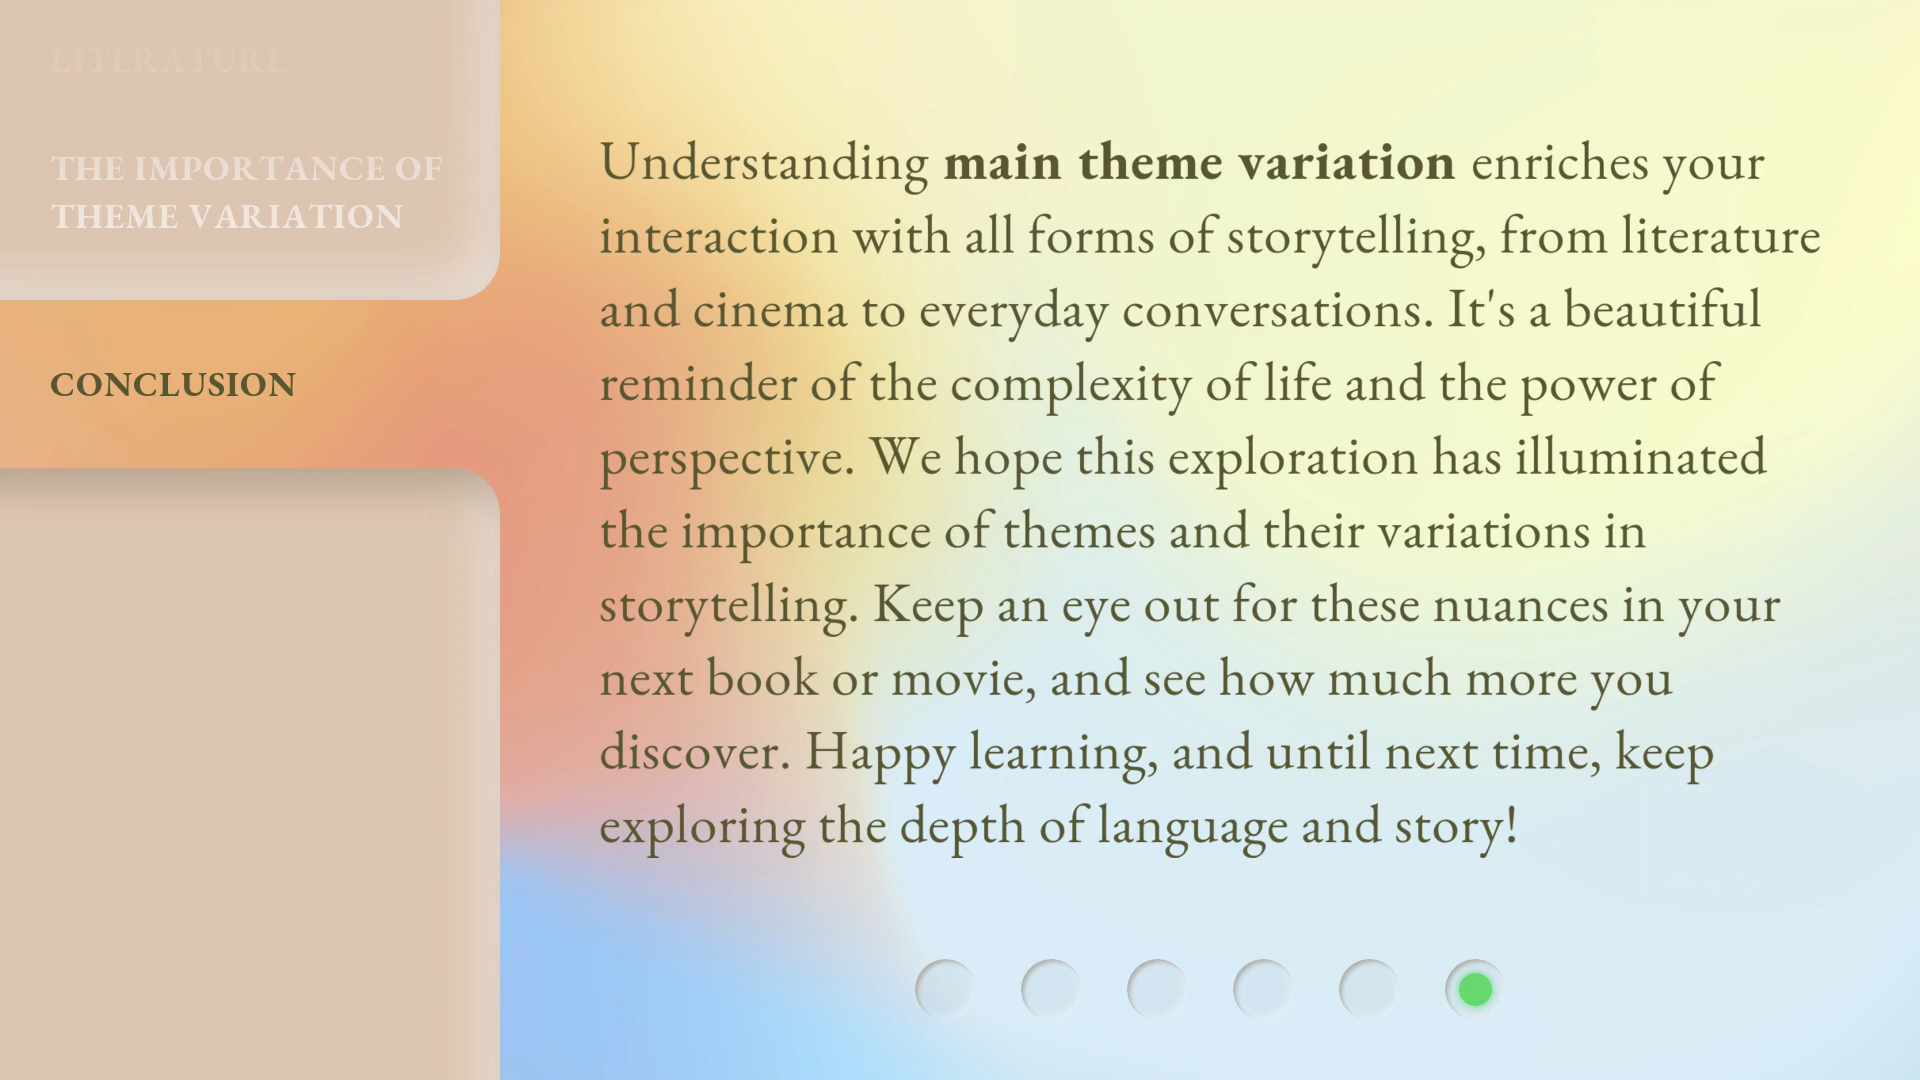 LITERATURE
THE IMPORTANCE OF
THEME VARIATION
CONCLUSION
Understanding main theme variation enriches your
interaction with all forms of storytelling, from literature
and cinema to everyday conversations. It's a beautiful
reminder of the complexity of life and the power of
perspective. We hope this exploration has illuminated
the importance of themes and their variations in
storytelling. Keep an eye out for these nuances in your
next book or movie, and see how much more you
discover. Happy learning, and until next time, keep
exploring the depth of language and story!